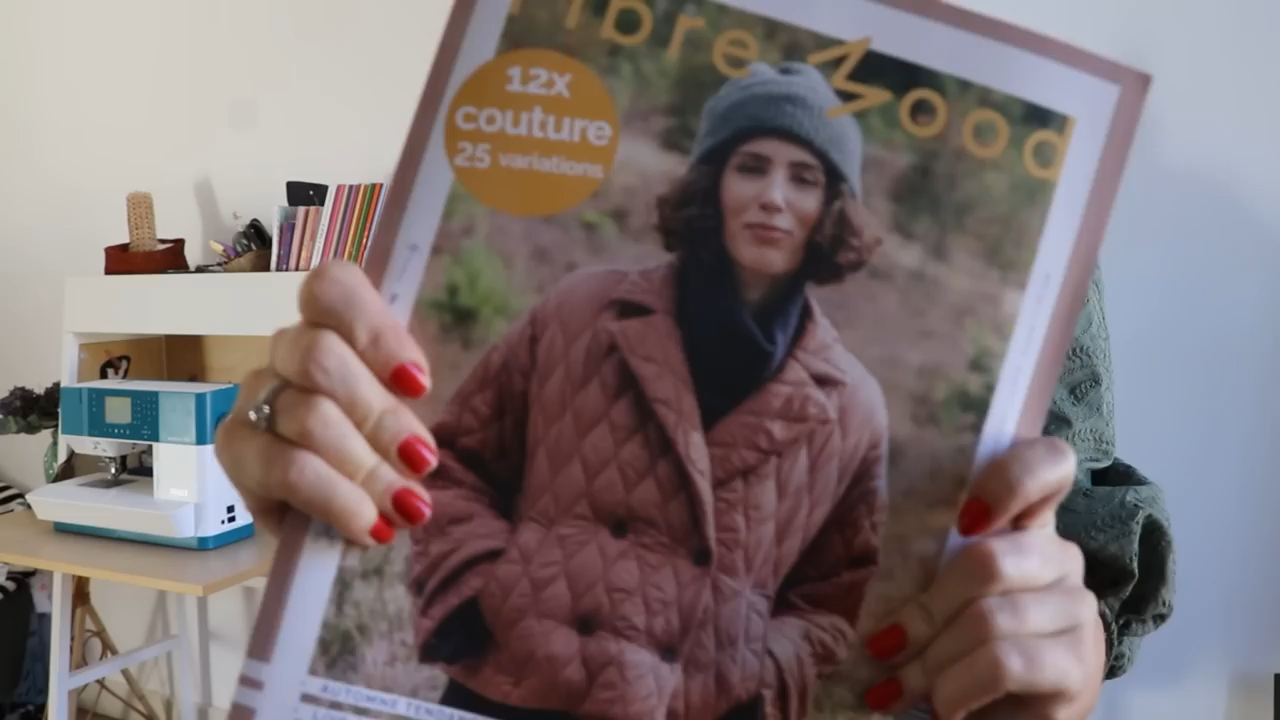 Fibre Mood
12x
couture
25 variations
AUTOMNE TENDA